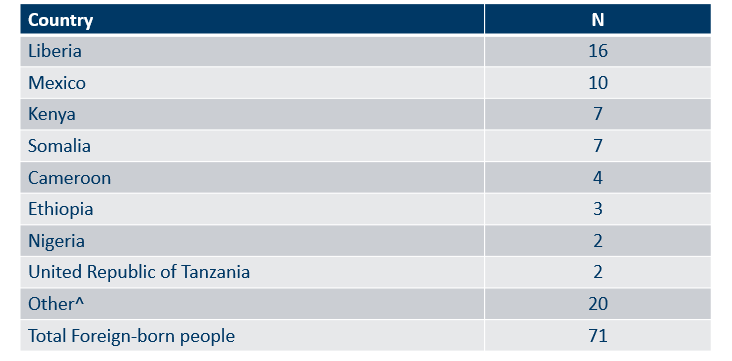 Country N
Liberia 16
Mexico 10
Kenya 7
Somalia 7
Cameroon 4
Ethiopia 3
Nigeria 2
United Republic of Tanzania 2
Other^ 20
Total Foreign-born people 71